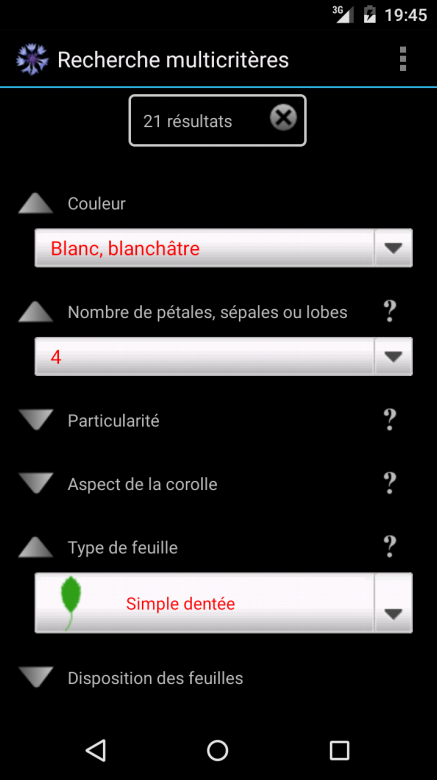 3G 19:45
Recherche multicritères
21 résultats
Couleur
Blanc, blanchâtre
Nombre de pétales, sépales ou lobes ?
4
Particularité ?
Aspect de la corolle ?
Type de feuille ?
Simple dentée
Disposition des feuilles